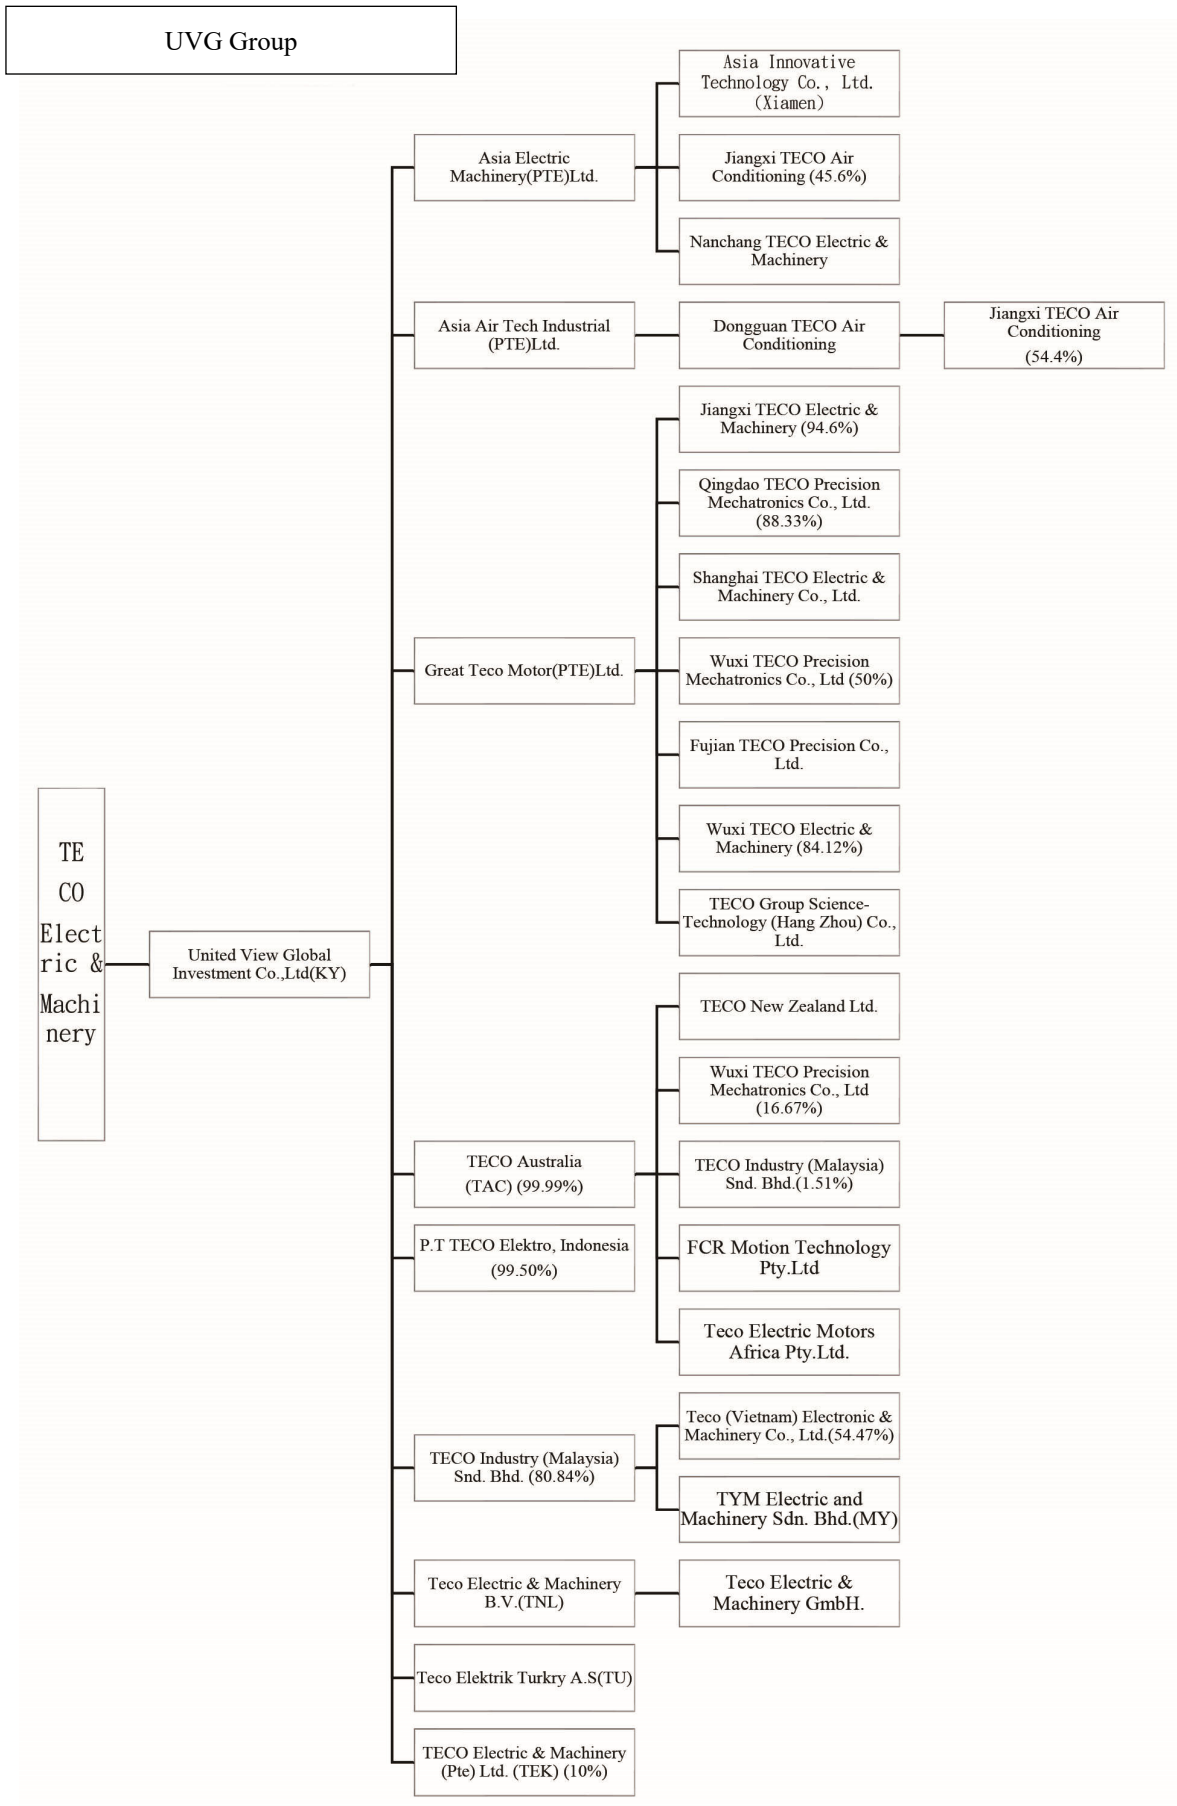 UVG Group
Asia Innovative
Technology Co., Ltd.
(Xiamen)
Asia Electric
Machinery(PTE)Ltd.
Jiangxi TECO Air
Conditioning (45.6%)
Nanchang TECO Electric &
Machinery
Asia Air Tech Industrial
(PTE)Ltd.
Dongguan TECO Air
Conditioning
Jiangxi TECO Air
Conditioning
(54.4%)
Jiangxi TECO Electric &
Machinery (94.6%)
Qingdao TECO Precision
Mechatronics Co., Ltd.
(88.33%)
Shanghai TECO Electric &
Machinery Co., Ltd.
Great Teco Motor(PTE)Ltd.
Wuxi TECO Precision
Mechatronics Co., Ltd (50%)
Fujian TECO Precision Co.,
Ltd.
Wuxi TECO Electric &
Machinery (84.12%)
TECO Group Science-
Technology (Hang Zhou) Co.,
Ltd.
TE
CO
Elect
ric &
Machi
nery
United View Global
Investment Co.,Ltd(KY)
TECO New Zealand Ltd.
Wuxi TECO Precision
Mechatronics Co., Ltd
(16.67%)
TECO Australia
(TAC) (99.99%)
TECO Industry (Malaysia)
Snd. Bhd.(1.51%)
P.T TECO Elektro, Indonesia
(99.50%)
FCR Motion Technology
Pty.Ltd
Teco Electric Motors
Africa Pty.Ltd.
Teco (Vietnam) Electronic &
Machinery Co., Ltd.(54.47%)
TECO Industry (Malaysia)
Snd. Bhd. (80.84%)
TYM Electric and
Machinery Sdn. Bhd.(MY)
Teco Electric & Machinery
B.V.(TNL)
Teco Electric &
Machinery GmbH.
Teco Elektrik Turkry A.S(TU)
TECO Electric & Machinery
(Pte) Ltd. (TEK) (10%)